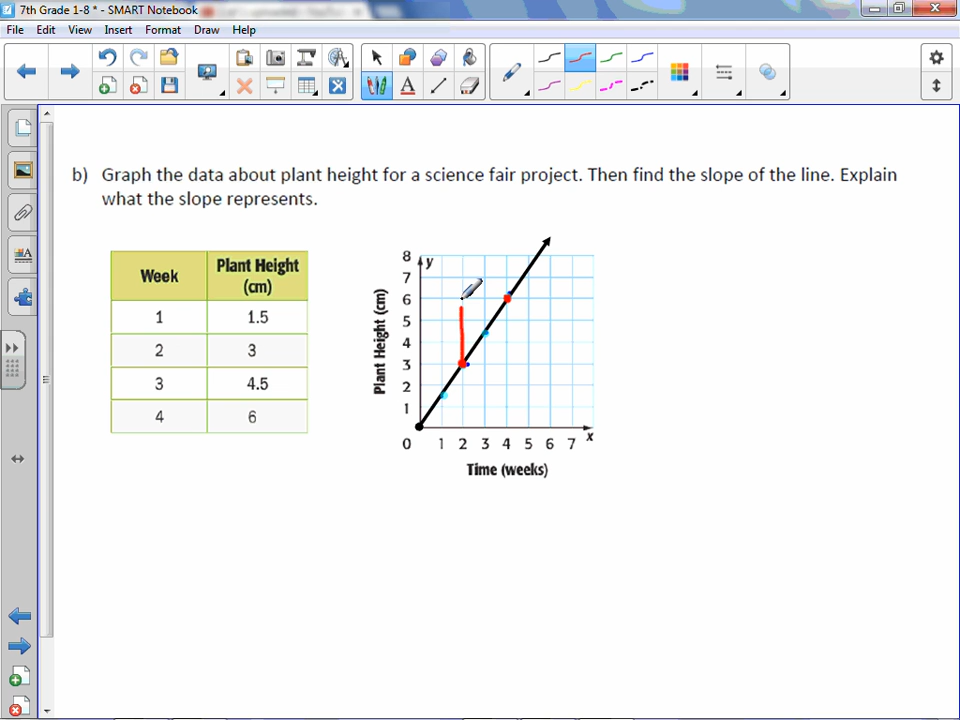 7th Grade 1-8 * - SMART Notebook
File Edit View Insert Format Draw Help
b) Graph the data about plant height for a science fair project. Then find the slope of the line. Explain
what the slope represents.
Week Plant Height
(cm)
1 1.5
2 3
3 4.5
4 6
Plant Height (cm)
8 y
7
6
5
4
3
2
1
0 1 2 3 4 5 6 7 x
Time (weeks)